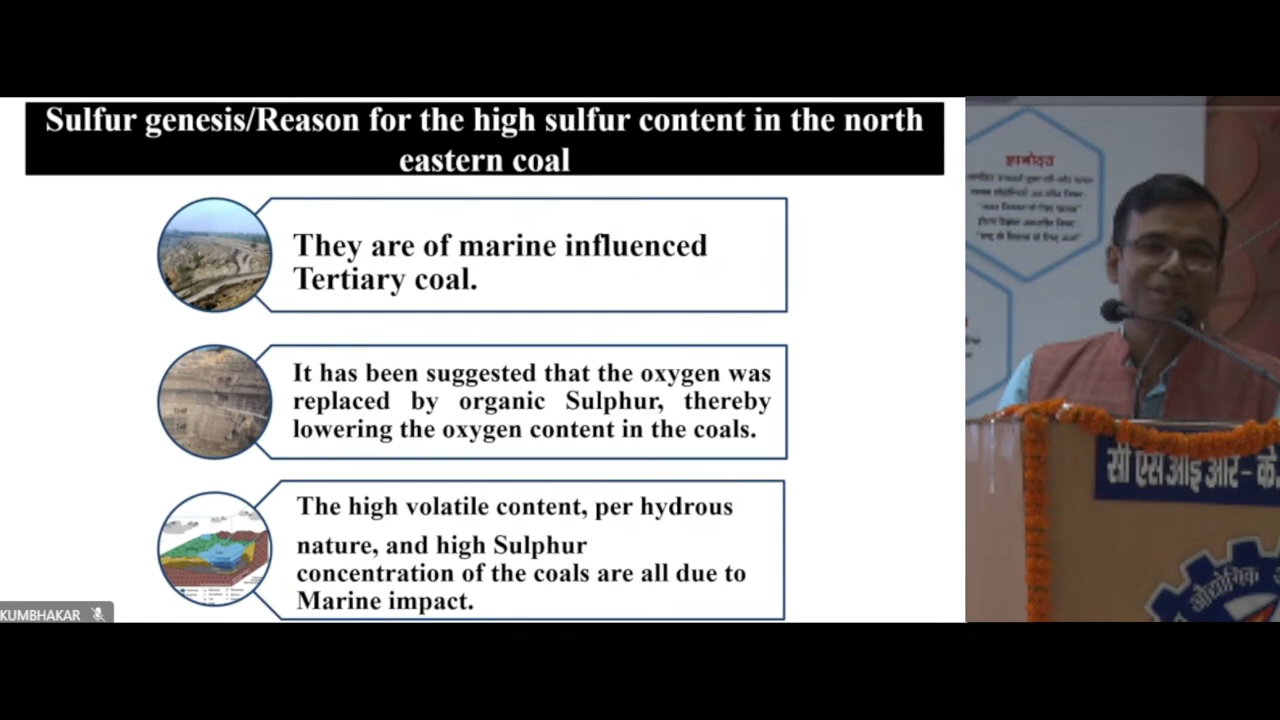 Sulfur genesis/Reason for the high sulfur content in the north
eastern coal
They are of marine influenced
Tertiary coal.
It has been suggested that the oxygen was
replaced by organic Sulphur, thereby
lowering the oxygen content in the coals.
The high volatile content, per hydrous
nature, and high Sulphur
concentration of the coals are all due to
Marine impact.
KUMBHAKAR
ज्ञानोदय
सी एस आई आर – के.
औद्योगिक